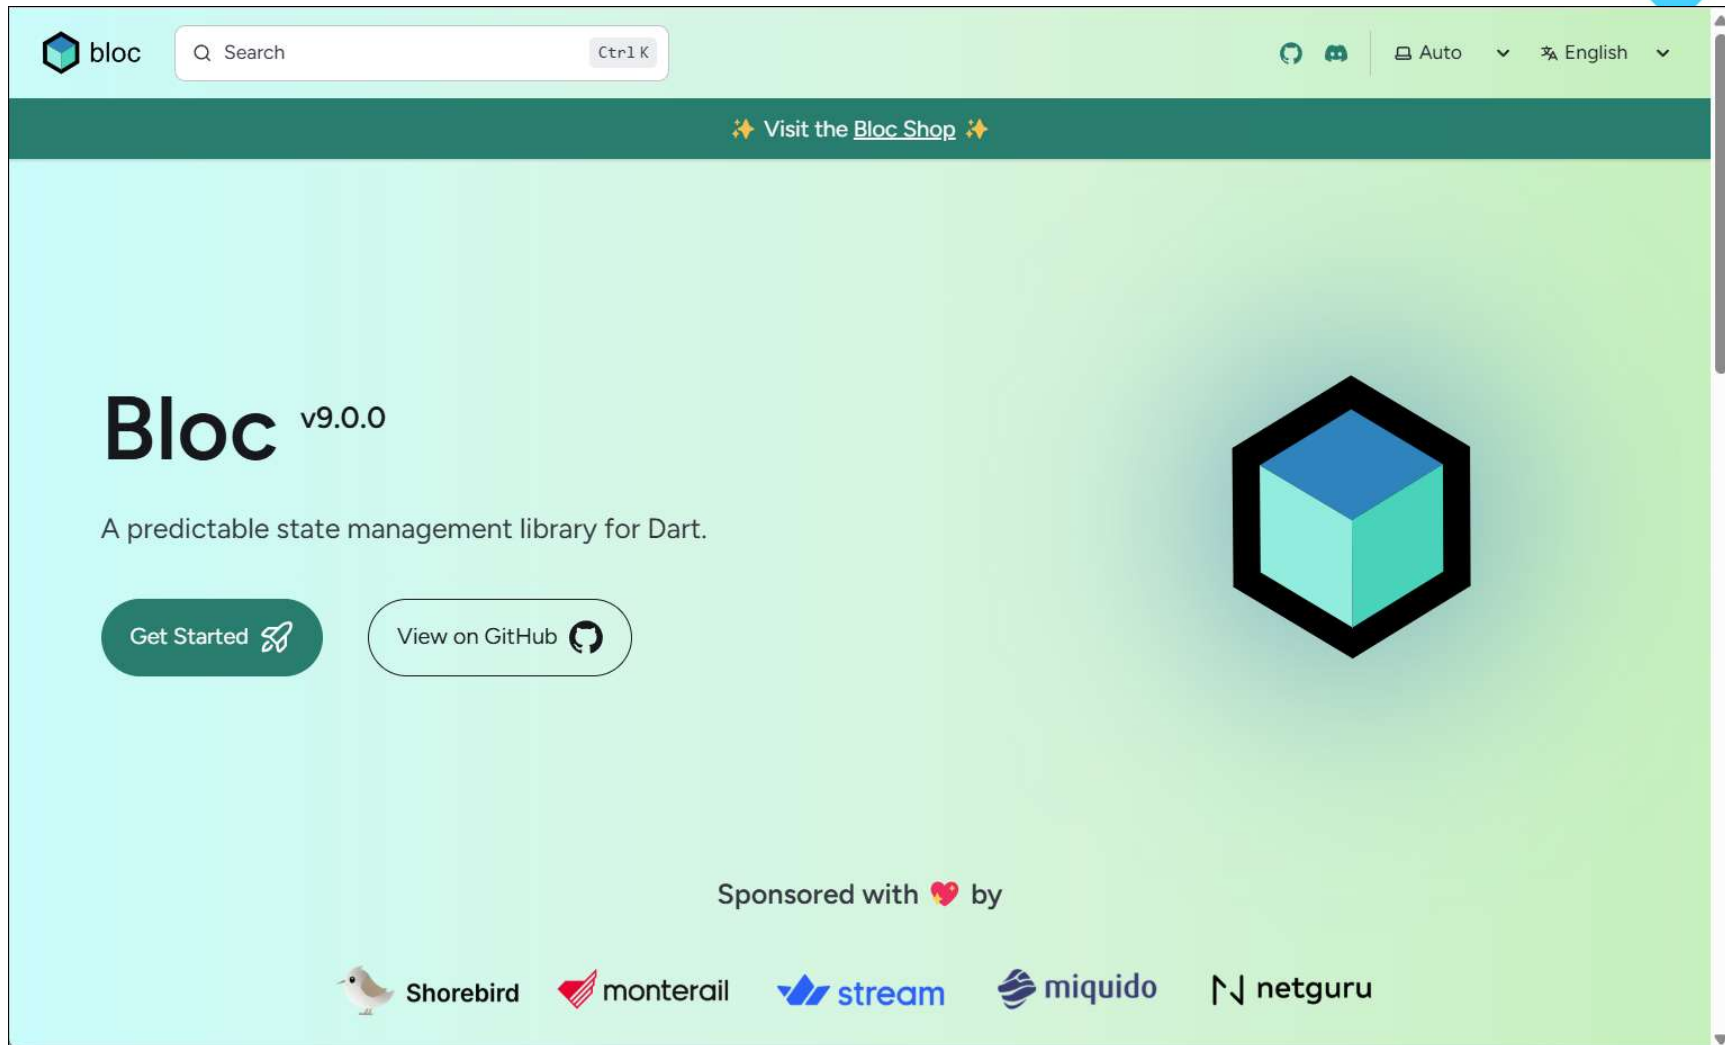 bloc
Search
Ctrl K
Auto
English
✨ Visit the Bloc Shop ✨
Bloc v9.0.0
A predictable state management library for Dart.
Get Started
View on GitHub
Sponsored with 💖 by
Shorebird
monterail
stream
miquido
netguru